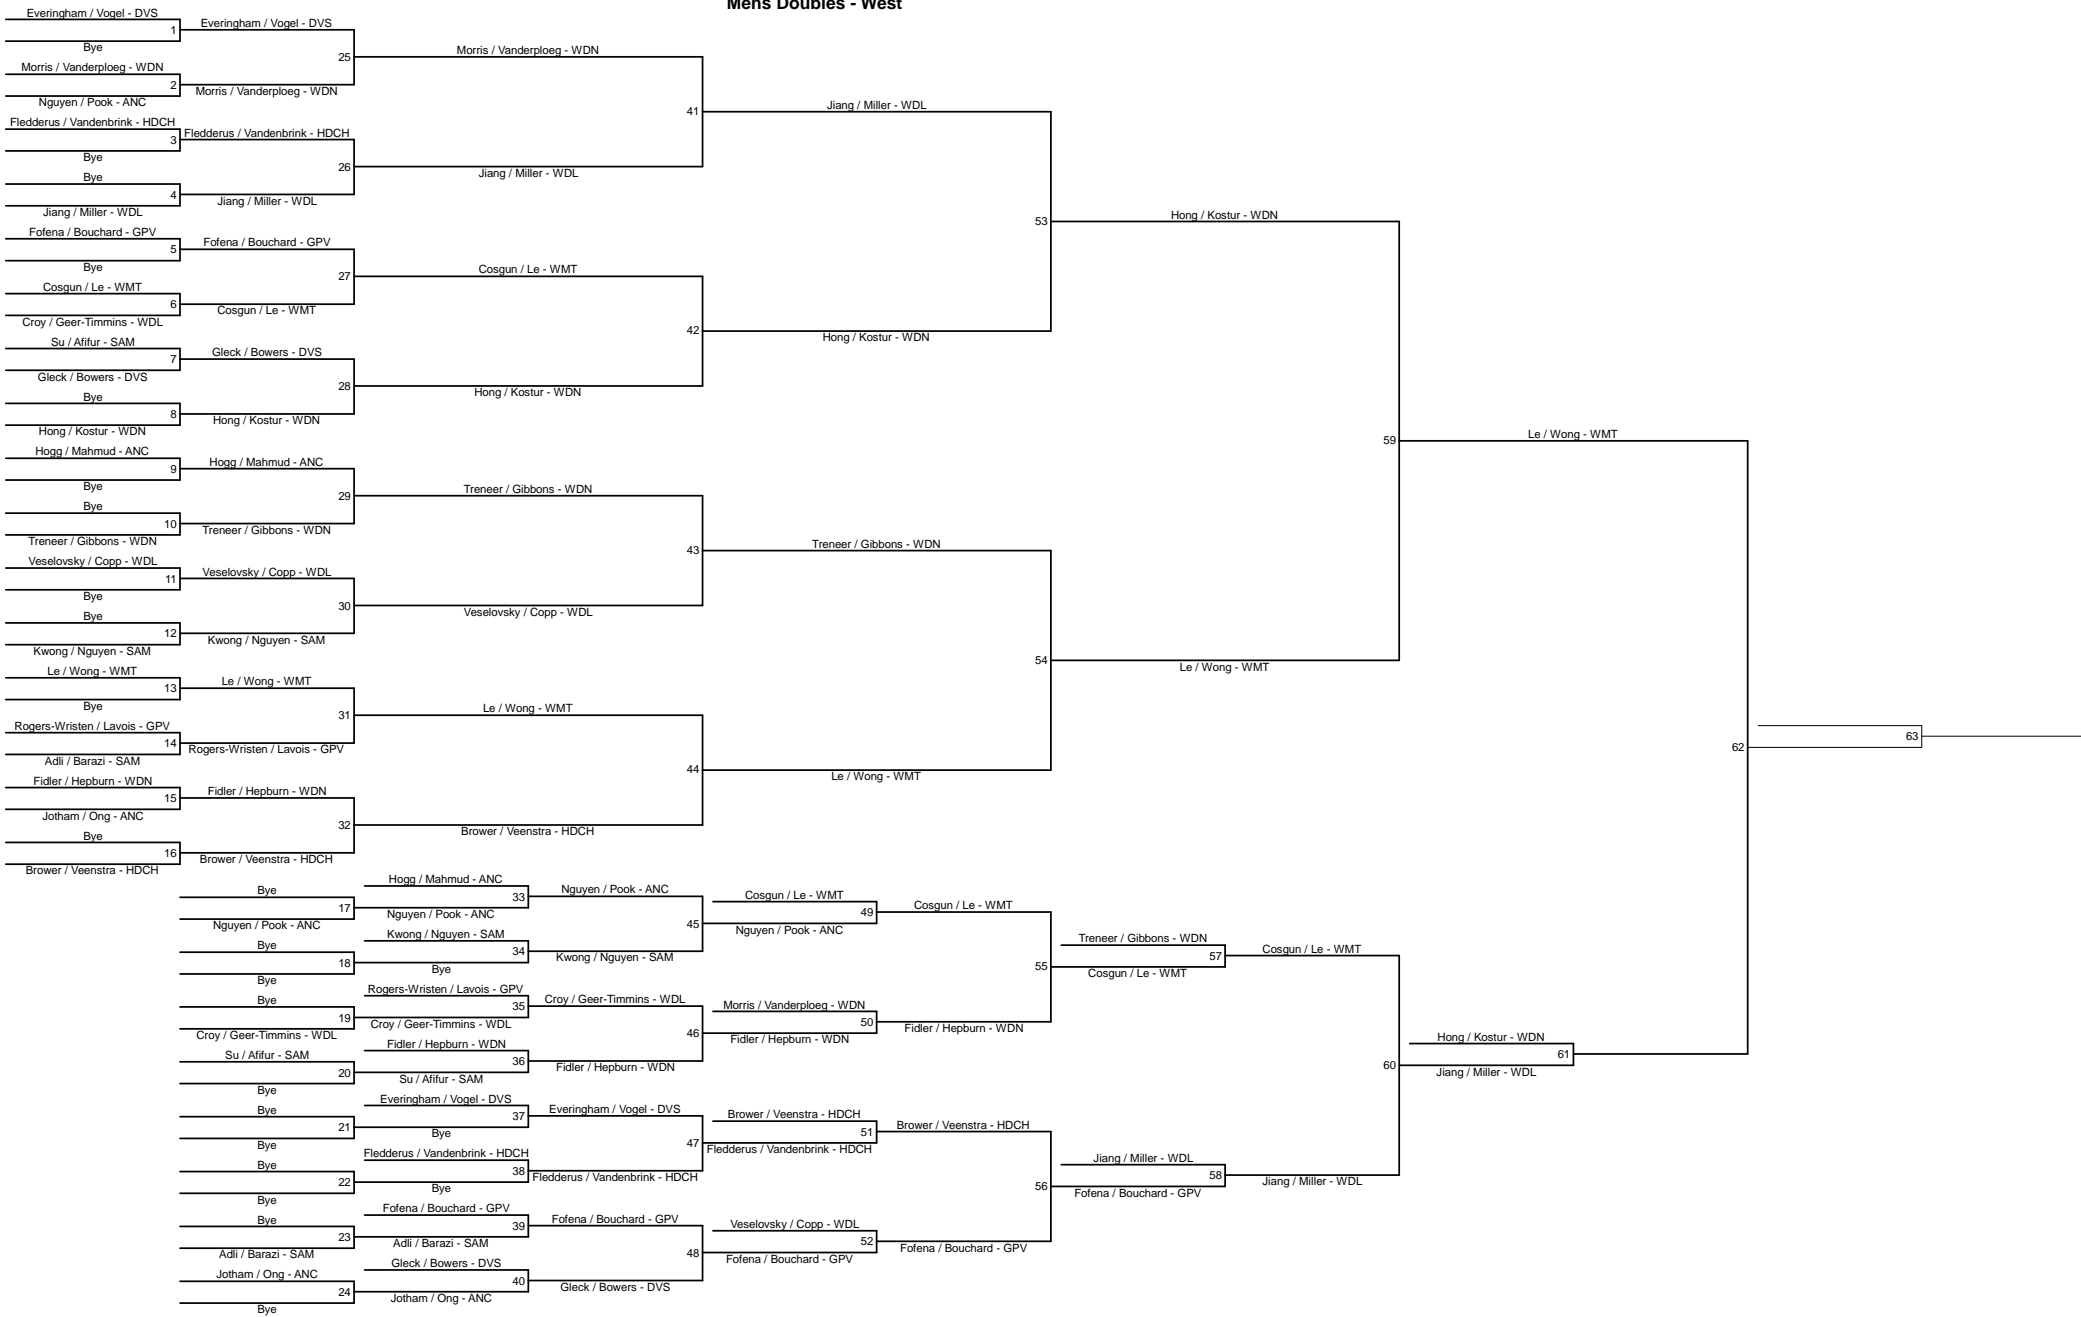 Mens Doubles - West
Everingham / Vogel - DVS
1
Bye
Morris / Vanderploeg - WDN
2
Nguyen / Pook - ANC
Fledderus / Vandenbrink - HDCH
3
Bye
Bye
4
Jiang / Miller - WDL
Fofena / Bouchard - GPV
5
Bye
Cosgun / Le - WMT
6
Croy / Geer-Timmins - WDL
Su / Afifur - SAM
7
Gleck / Bowers - DVS
Bye
8
Hong / Kostur - WDN
Hogg / Mahmud - ANC
9
Bye
Bye
10
Treneer / Gibbons - WDN
Veselovsky / Copp - WDL
11
Bye
Bye
12
Kwong / Nguyen - SAM
Le / Wong - WMT
13
Bye
Rogers-Wristen / Lavois - GPV
14
Adli / Barazi - SAM
Fidler / Hepburn - WDN
15
Jotham / Ong - ANC
Bye
16
Brower / Veenstra - HDCH
Everingham / Vogel - DVS
25
Morris / Vanderploeg - WDN
Fledderus / Vandenbrink - HDCH
26
Jiang / Miller - WDL
Fofena / Bouchard - GPV
27
Cosgun / Le - WMT
Gleck / Bowers - DVS
28
Hong / Kostur - WDN
Hogg / Mahmud - ANC
29
Treneer / Gibbons - WDN
Veselovsky / Copp - WDL
30
Kwong / Nguyen - SAM
Le / Wong - WMT
31
Rogers-Wristen / Lavois - GPV
Fidler / Hepburn - WDN
32
Brower / Veenstra - HDCH
Morris / Vanderploeg - WDN
41
Jiang / Miller - WDL
Cosgun / Le - WMT
42
Hong / Kostur - WDN
Treneer / Gibbons - WDN
43
Veselovsky / Copp - WDL
Le / Wong - WMT
44
Brower / Veenstra - HDCH
Jiang / Miller - WDL
53
Hong / Kostur - WDN
Treneer / Gibbons - WDN
54
Le / Wong - WMT
Hong / Kostur - WDN
59
Le / Wong - WMT
Le / Wong - WMT
62
63
Bye
17
Nguyen / Pook - ANC
Bye
18
Bye
Bye
19
Croy / Geer-Timmins - WDL
Su / Afifur - SAM
20
Bye
Bye
21
Bye
Bye
22
Bye
Bye
23
Adli / Barazi - SAM
Jotham / Ong - ANC
24
Bye
Hogg / Mahmud - ANC
33
Nguyen / Pook - ANC
Kwong / Nguyen - SAM
34
Bye
Rogers-Wristen / Lavois - GPV
35
Croy / Geer-Timmins - WDL
Fidler / Hepburn - WDN
36
Su / Afifur - SAM
Everingham / Vogel - DVS
37
Bye
Fledderus / Vandenbrink - HDCH
38
Bye
Fofena / Bouchard - GPV
39
Adli / Barazi - SAM
Gleck / Bowers - DVS
40
Jotham / Ong - ANC
Nguyen / Pook - ANC
45
Kwong / Nguyen - SAM
Croy / Geer-Timmins - WDL
46
Fidler / Hepburn - WDN
Everingham / Vogel - DVS
47
Fledderus / Vandenbrink - HDCH
Fofena / Bouchard - GPV
48
Gleck / Bowers - DVS
Cosgun / Le - WMT
49
Nguyen / Pook - ANC
Morris / Vanderploeg - WDN
50
Fidler / Hepburn - WDN
Brower / Veenstra - HDCH
51
Fledderus / Vandenbrink - HDCH
Veselovsky / Copp - WDL
52
Fofena / Bouchard - GPV
Cosgun / Le - WMT
55
Fidler / Hepburn - WDN
Brower / Veenstra - HDCH
56
Fofena / Bouchard - GPV
Treneer / Gibbons - WDN
57
Cosgun / Le - WMT
Jiang / Miller - WDL
58
Fofena / Bouchard - GPV
Cosgun / Le - WMT
60
Jiang / Miller - WDL
Hong / Kostur - WDN
61
Jiang / Miller - WDL